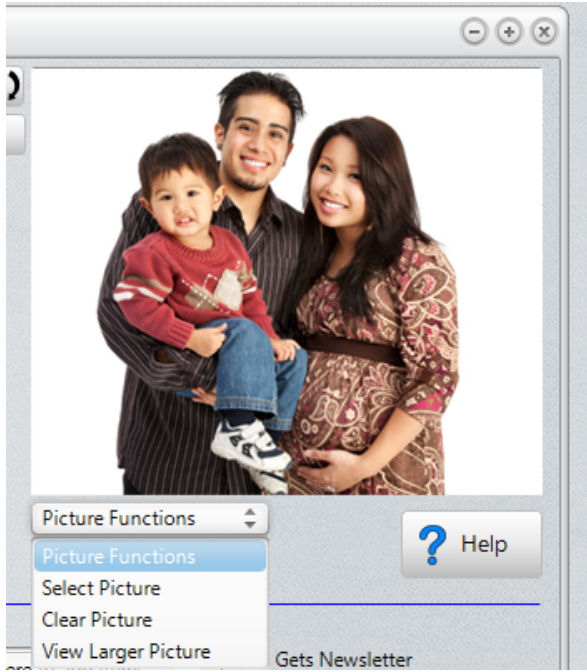 Picture Functions
Help
Picture Functions
Select Picture
Clear Picture
View Larger Picture
Gets Newsletter